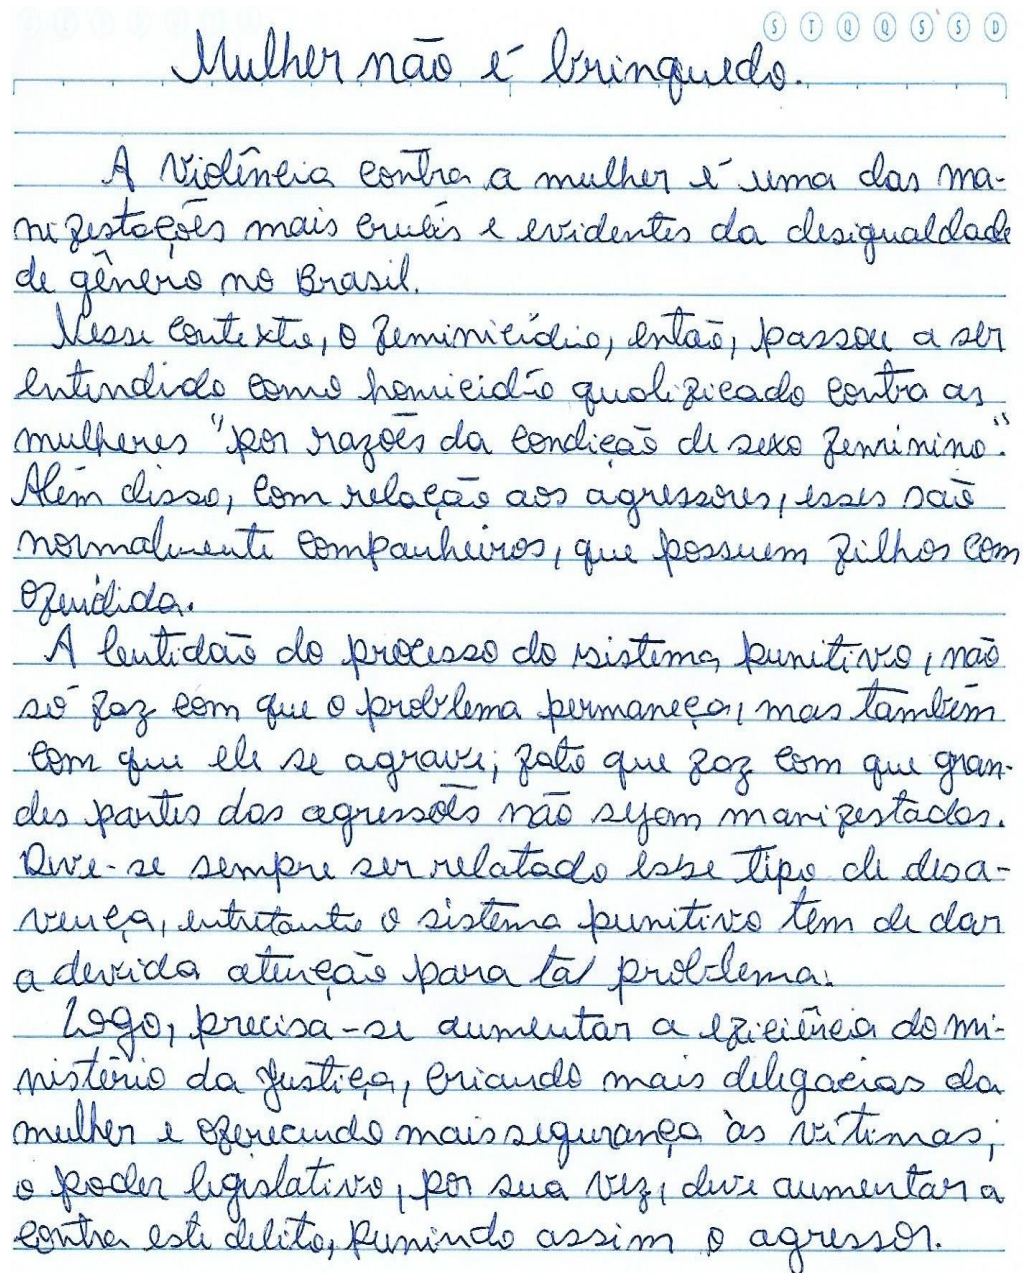 S T Q Q S S D
Mulher não é brinquedo.
A violência contra a mulher é uma das ma-
nifestações mais cruéis e evidentes da desigualdade
de gênero no Brasil.
Nesse contexto, o feminicídio, então, passou a ser
entendido como homicídio qualificado contra as
mulheres "por razões da condição de sexo feminino".
Além disso, com relação aos agressores, esses são
normalmente companheiros, que possuem filhos com
ofendida.
A lentidão do processo do sistema punitivo, não
só faz com que o problema permaneça, mas também
com que ele se agrave; fato que faz com que gran-
des partes das agressões não sejam manifestadas.
Deve-se sempre ser relatado esse tipo de desa-
vença, entretanto o sistema punitivo tem de dar
a devida atenção para tal problema.
Logo, precisa-se aumentar a eficiência do mi-
nistério da Justiça, criando mais delegacias da
mulher e oferecendo mais segurança às vítimas;
o poder legislativo, por sua vez, deve aumentar a
contra este delito, punindo assim o agressor.